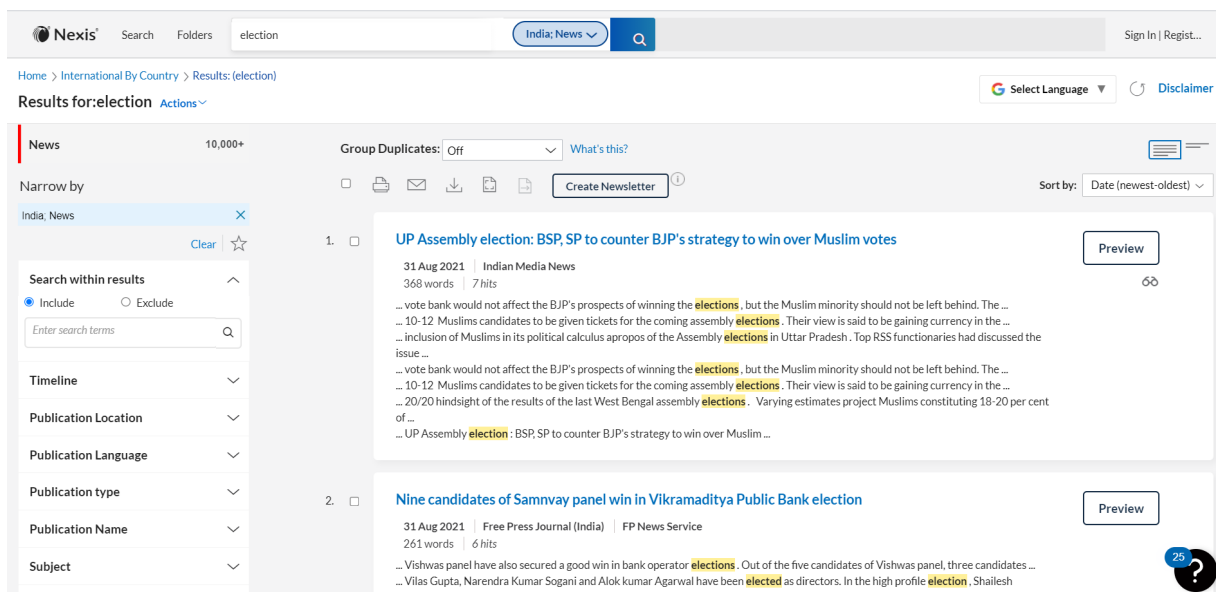 Nexis® Search Folders election India; News Sign In | Regist...
Home > International By Country > Results: (election)
Select Language ▼ Disclaimer
Results for:election Actions
News 10,000+
Narrow by
India; News
Clear
Search within results
Include Exclude
Enter search terms
Timeline
Publication Location
Publication Language
Publication type
Publication Name
Subject
Group Duplicates: Off What's this?
Create Newsletter
Sort by: Date (newest-oldest)
1. UP Assembly election: BSP, SP to counter BJP's strategy to win over Muslim votes
Preview
31 Aug 2021 | Indian Media News
368 words | 7 hits
... vote bank would not affect the BJP's prospects of winning the elections , but the Muslim minority should not be left behind. The ...
... 10-12 Muslims candidates to be given tickets for the coming assembly elections . Their view is said to be gaining currency in the ...
... inclusion of Muslims in its political calculus apropos of the Assembly elections in Uttar Pradesh . Top RSS functionaries had discussed the
issue ...
... vote bank would not affect the BJP's prospects of winning the elections , but the Muslim minority should not be left behind. The ...
... 10-12 Muslims candidates to be given tickets for the coming assembly elections . Their view is said to be gaining currency in the ...
... 20/20 hindsight of the results of the last West Bengal assembly elections . Varying estimates project Muslims constituting 18-20 per cent
of ...
... UP Assembly election : BSP, SP to counter BJP's strategy to win over Muslim ...
2. Nine candidates of Samnvay panel win in Vikramaditya Public Bank election
Preview
31 Aug 2021 | Free Press Journal (India) | FP News Service
261 words | 6 hits
... Vishwas panel have also secured a good win in bank operator elections . Out of the five candidates of Vishwas panel, three candidates ...
... Vilas Gupta, Narendra Kumar Sogani and Alok kumar Agarwal have been elected as directors. In the high profile election , Shailesh
25
?